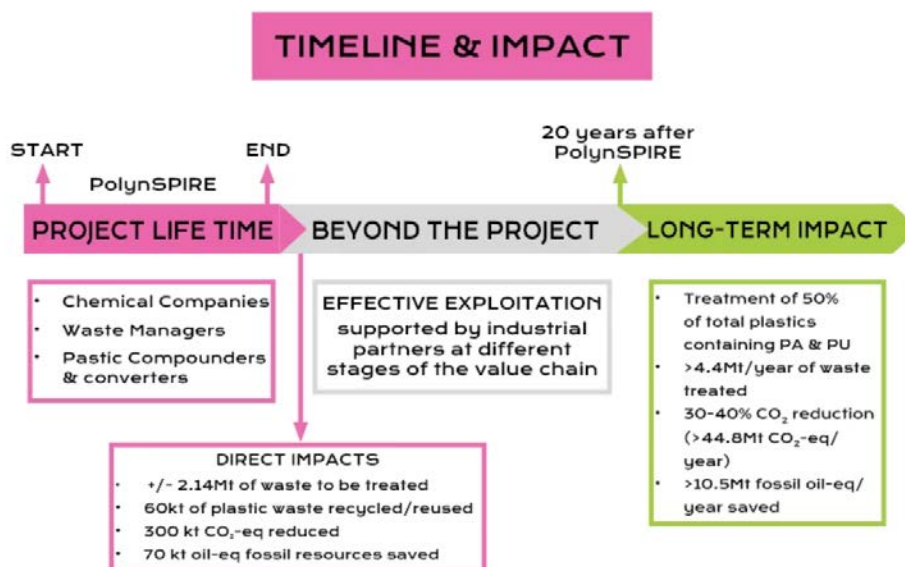 TIMELINE & IMPACT
START
END
20 years after
PolynSPIRE
PolynSPIRE
PROJECT LIFE TIME
BEYOND THE PROJECT
LONG-TERM IMPACT
• Chemical Companies
• Waste Managers
• Pastic Compounders
& converters
EFFECTIVE EXPLOITATION
supported by industrial
partners at different
stages of the value chain
• Treatment of 50%
of total plastics
containing PA & PU
• >4.4Mt/year of waste
treated
• 30-40% CO₂ reduction
(>44.8Mt CO₂-eq/
year)
• >10.5Mt fossil oil-eq/
year saved
DIRECT IMPACTS
• +/- 2.14Mt of waste to be treated
• 60kt of plastic waste recycled/reused
• 300 kt CO₂-eq reduced
• 70 kt oil-eq fossil resources saved